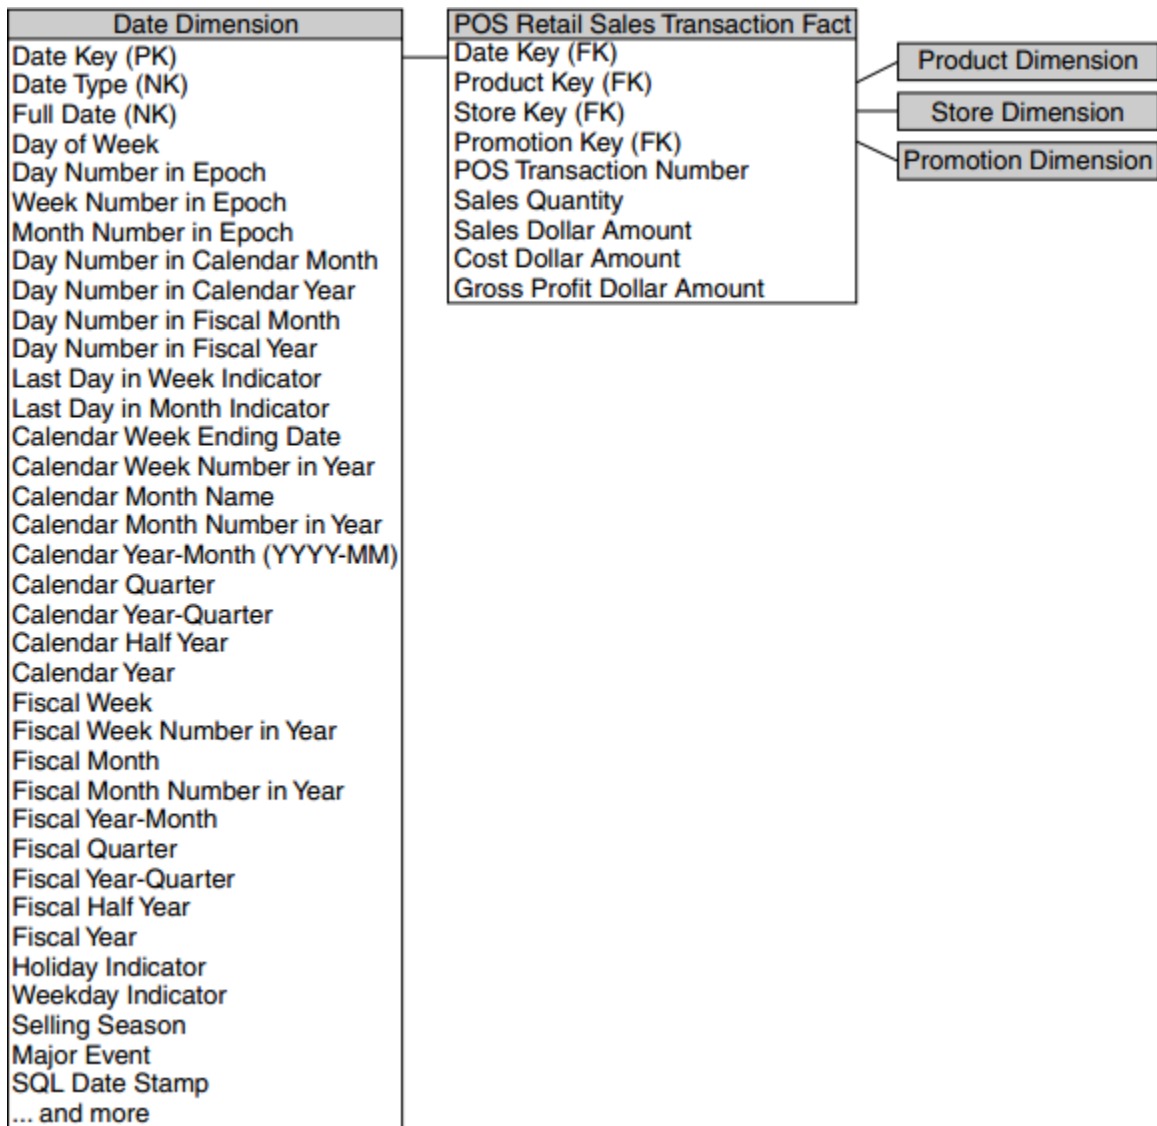 Date Dimension
Date Key (PK)
Date Type (NK)
Full Date (NK)
Day of Week
Day Number in Epoch
Week Number in Epoch
Month Number in Epoch
Day Number in Calendar Month
Day Number in Calendar Year
Day Number in Fiscal Month
Day Number in Fiscal Year
Last Day in Week Indicator
Last Day in Month Indicator
Calendar Week Ending Date
Calendar Week Number in Year
Calendar Month Name
Calendar Month Number in Year
Calendar Year-Month (YYYY-MM)
Calendar Quarter
Calendar Year-Quarter
Calendar Half Year
Calendar Year
Fiscal Week
Fiscal Week Number in Year
Fiscal Month
Fiscal Month Number in Year
Fiscal Year-Month
Fiscal Quarter
Fiscal Year-Quarter
Fiscal Half Year
Fiscal Year
Holiday Indicator
Weekday Indicator
Selling Season
Major Event
SQL Date Stamp
... and more
POS Retail Sales Transaction Fact
Date Key (FK)
Product Key (FK)
Store Key (FK)
Promotion Key (FK)
POS Transaction Number
Sales Quantity
Sales Dollar Amount
Cost Dollar Amount
Gross Profit Dollar Amount
Product Dimension
Store Dimension
Promotion Dimension